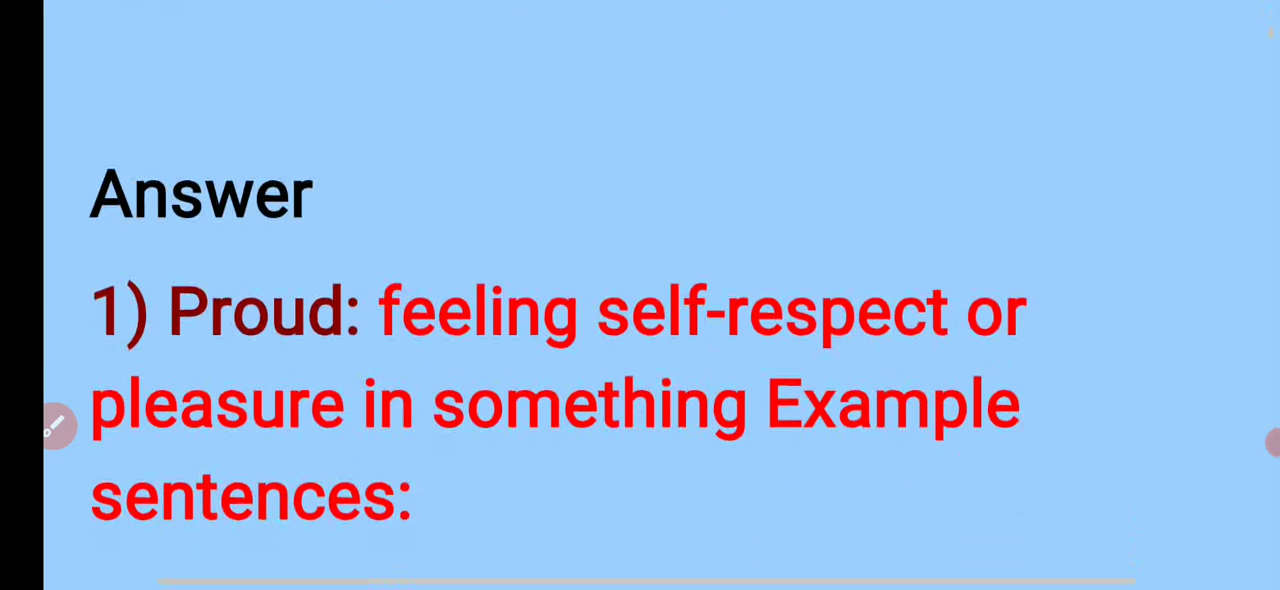 Answer
1) Proud: feeling self-respect or
pleasure in something Example
sentences: